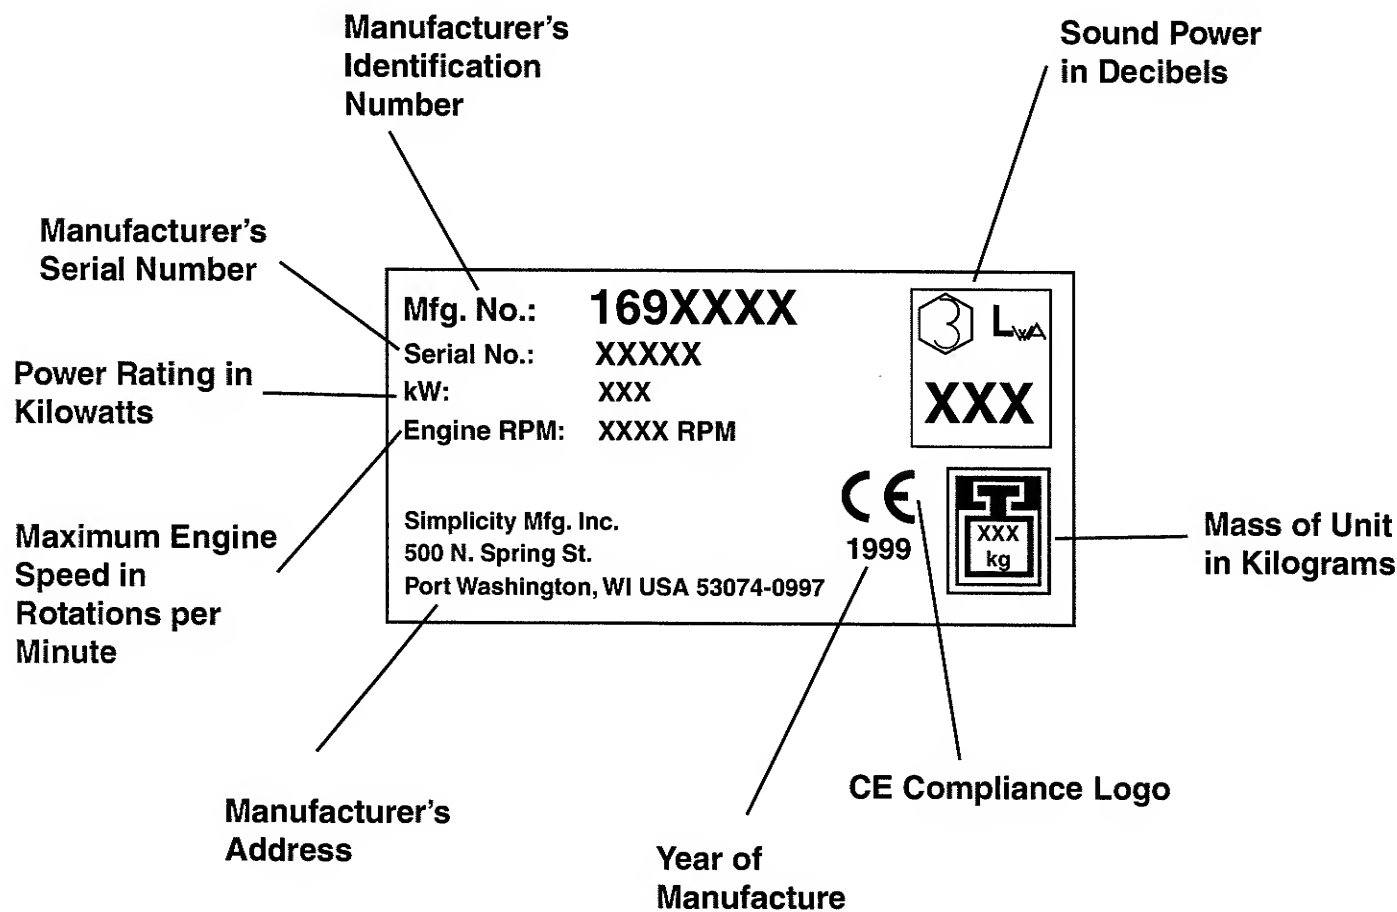 Manufacturer's
Identification
Number
Sound Power
in Decibels
Manufacturer's
Serial Number
Power Rating in
Kilowatts
Maximum Engine
Speed in
Rotations per
Minute
Mfg. No.: 169XXXX
Serial No.: XXXXX
kW: XXX
Engine RPM: XXXX RPM
Simplicity Mfg. Inc.
500 N. Spring St.
Port Washington, WI USA 53074-0997
3 LWA
XXX
CE
1999
XXX
kg
Mass of Unit
in Kilograms
Manufacturer's
Address
Year of
Manufacture
CE Compliance Logo